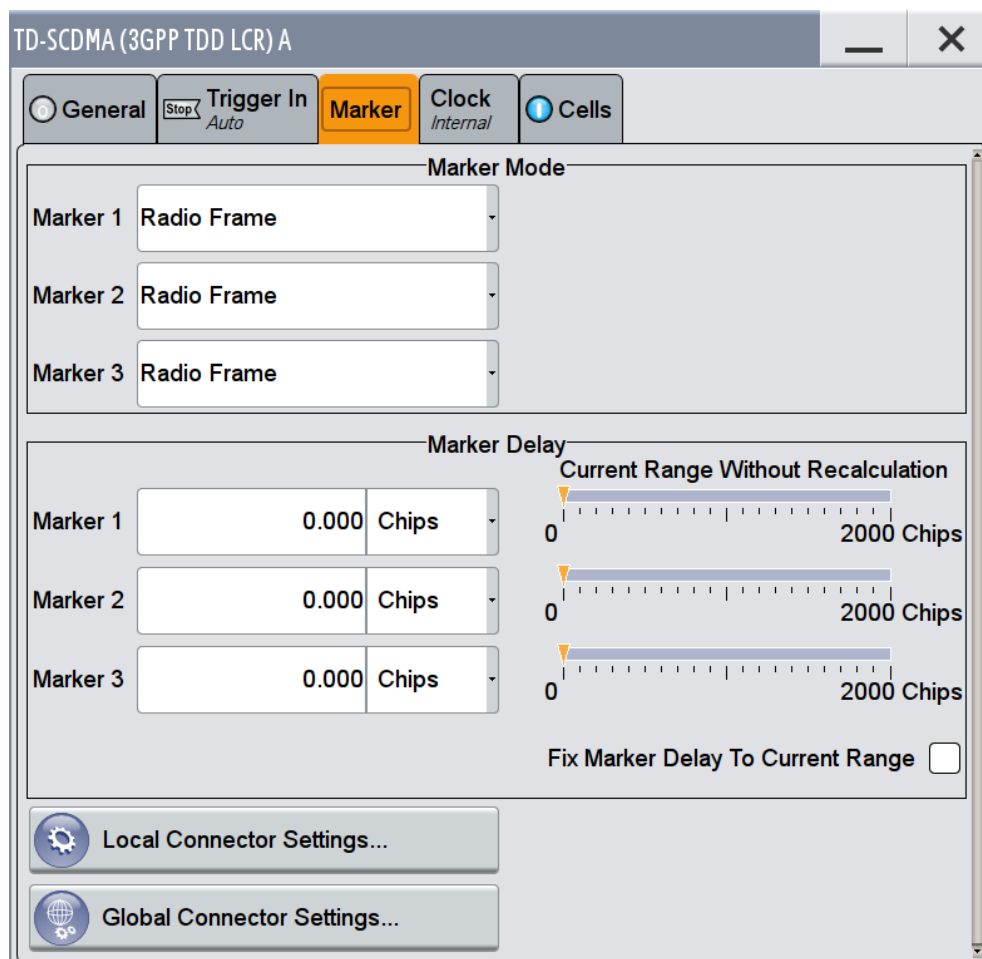 TD-SCDMA (3GPP TDD LCR) A
General
Stop
Trigger In
Auto
Marker
Clock
Internal
Cells
Marker Mode
Marker 1 Radio Frame
Marker 2 Radio Frame
Marker 3 Radio Frame
Marker Delay
Current Range Without Recalculation
Marker 1 0.000 Chips
0 2000 Chips
Marker 2 0.000 Chips
0 2000 Chips
Marker 3 0.000 Chips
0 2000 Chips
Fix Marker Delay To Current Range
Local Connector Settings...
Global Connector Settings...